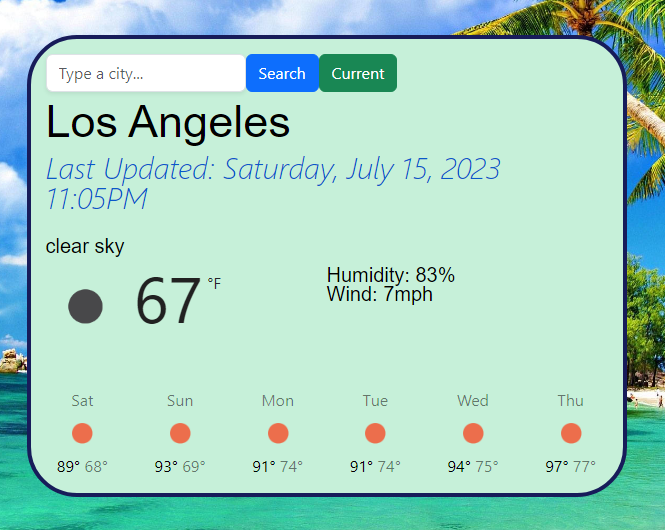 Type a city...
Search
Current
Los Angeles
Last Updated: Saturday, July 15, 2023
11:05PM
clear sky
67 °F
Humidity: 83%
Wind: 7mph
Sat Sun Mon Tue Wed Thu
89° 68° 93° 69° 91° 74° 91° 74° 94° 75° 97° 77°